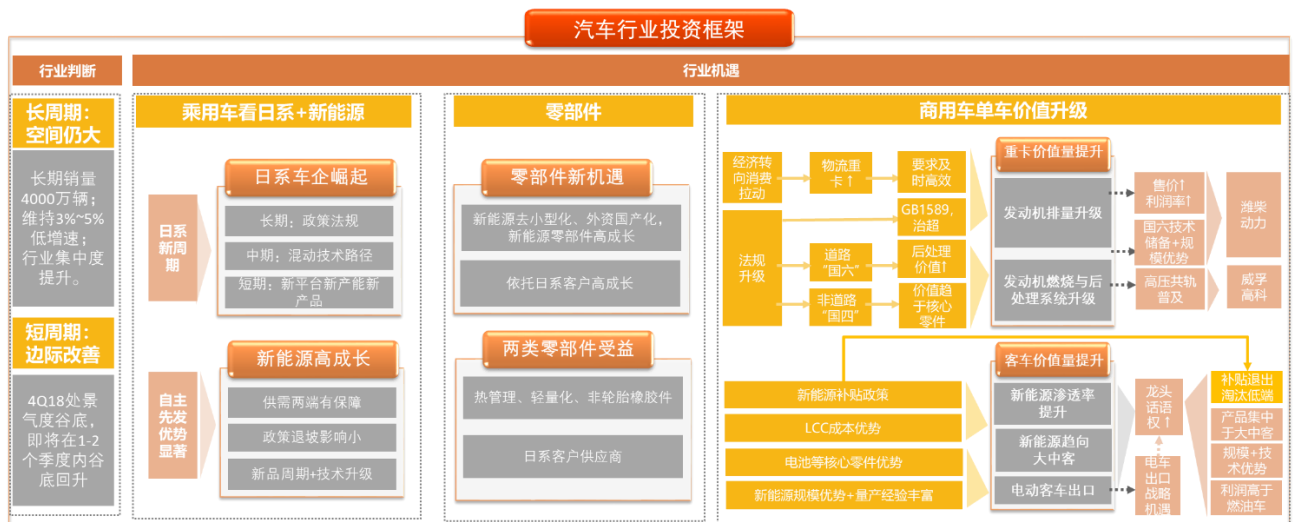 汽车行业投资框架
行业判断
行业机遇
长周期：
空间仍大
长期销量
4000万辆；
维持3%~5%
低增速；
行业集中度
提升。
短周期：
边际改善
4Q18处景
气度谷底，
即将在1-2
个季度内谷
底回升
乘用车看日系+新能源
日系
新周
期
日系车企崛起
长期：政策法规
中期：混动技术路径
短期：新平台新产能新
产品
自主
先发
优势
显著
新能源高成长
供需两端有保障
政策退坡影响小
新品周期+技术升级
零部件
零部件新机遇
新能源去小型化、外资国产化，
新能源零部件高成长
依托日系客户高成长
两类零部件受益
热管理、轻量化、非轮胎橡胶件
日系客户供应商
商用车单车价值升级
经济转
向消费
拉动
物流重
卡↑
要求及
时高效
GB1589，
治超
法规
升级
道路
“国六”
后处理
价值↑
非道路
“国四”
价值趋
于核心
零件
重卡价值量提升
发动机排量升级
发动机燃烧与后
处理系统升级
售价↑
利润率↑
国六技术
储备+规
模优势
高压共轨
普及
潍柴
动力
威孚
高科
新能源补贴政策
LCC成本优势
电池等核心零件优势
新能源规模优势+量产经验丰富
客车价值量提升
新能源渗透率
提升
新能源趋向
大中客
电动客车出口
龙头
话语
权↑
电车
出口
战略
机遇
补贴退出
淘汰低端
产品集中
于大中客
规模+技
术优势
利润高于
燃油车